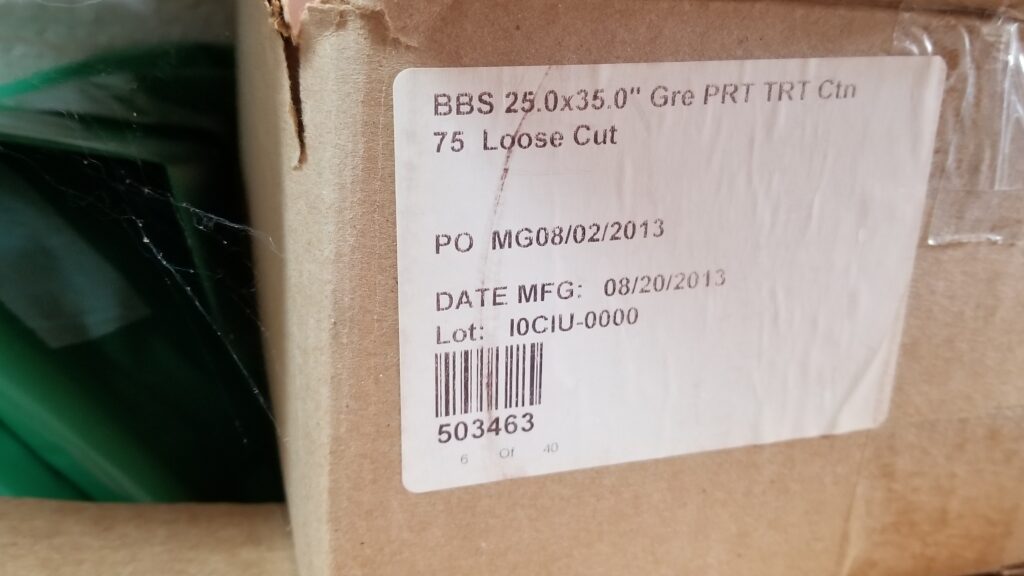 BBS 25.0x35.0" Gre PRT TRT Ctn
75 Loose Cut
PO MG08/02/2013
DATE MFG: 08/20/2013
Lot: I0CIU-0000
503463
6 Of 40